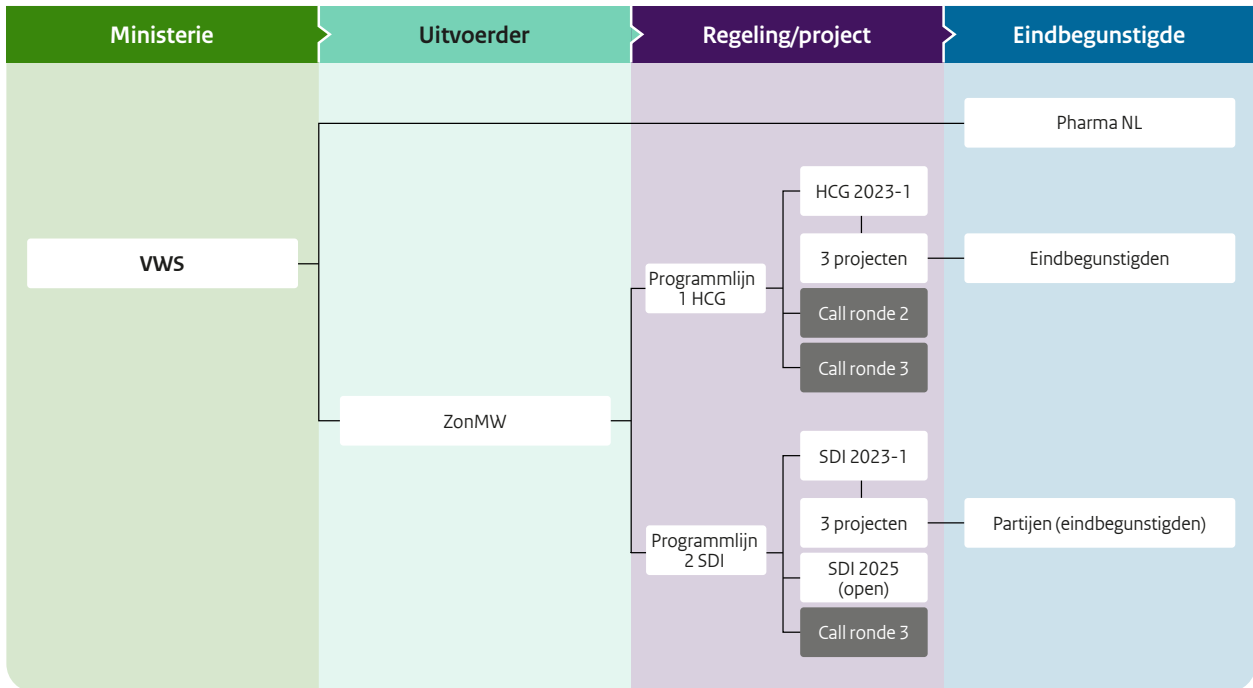 Ministerie
Uitvoerder
Regeling/project
Eindbegunstigde
Pharma NL
VWS
HCG 2023-1
3 projecten
Eindbegunstigden
Programmlijn
1 HCG
Call ronde 2
Call ronde 3
ZonMW
SDI 2023-1
3 projecten
Partijen (eindbegunstigden)
Programmlijn
2 SDI
SDI 2025
(open)
Call ronde 3